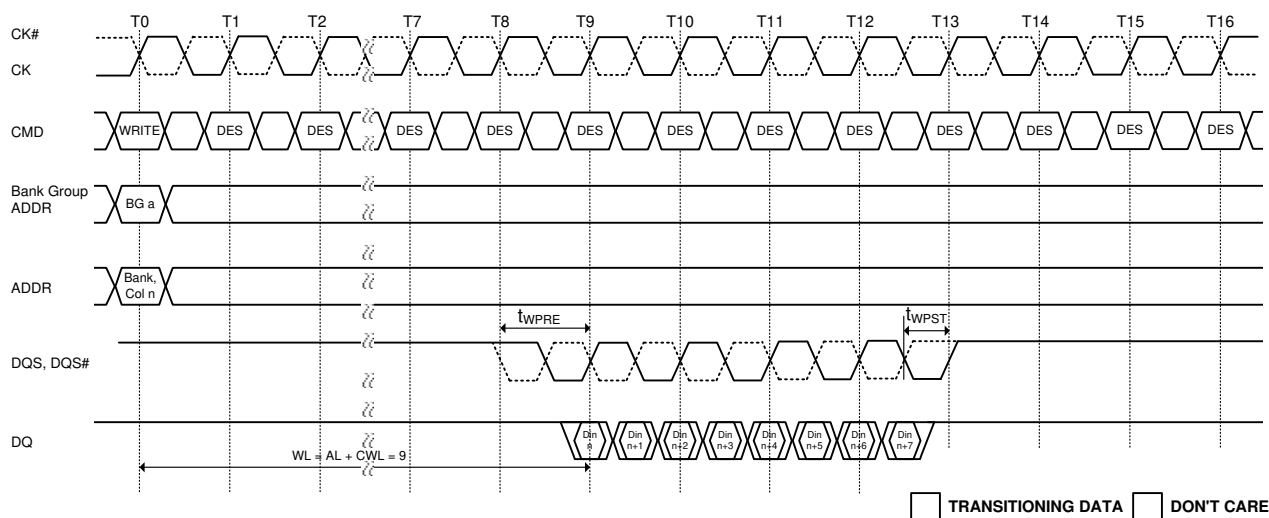 T0 T1 T2 T7 T8 T9 T10 T11 T12 T13 T14 T15 T16
CK#
CK
CMD WRITE DES DES DES DES DES DES DES DES DES DES DES DES
Bank Group
ADDR
BG a
ADDR
Bank,
Col n
tWPRE tWPST
DQS, DQS#
DQ
Din n Din n+1 Din n+2 Din n+3 Din n+4 Din n+5 Din n+6 Din n+7
WL = AL + CWL = 9
TRANSITIONING DATA DON'T CARE